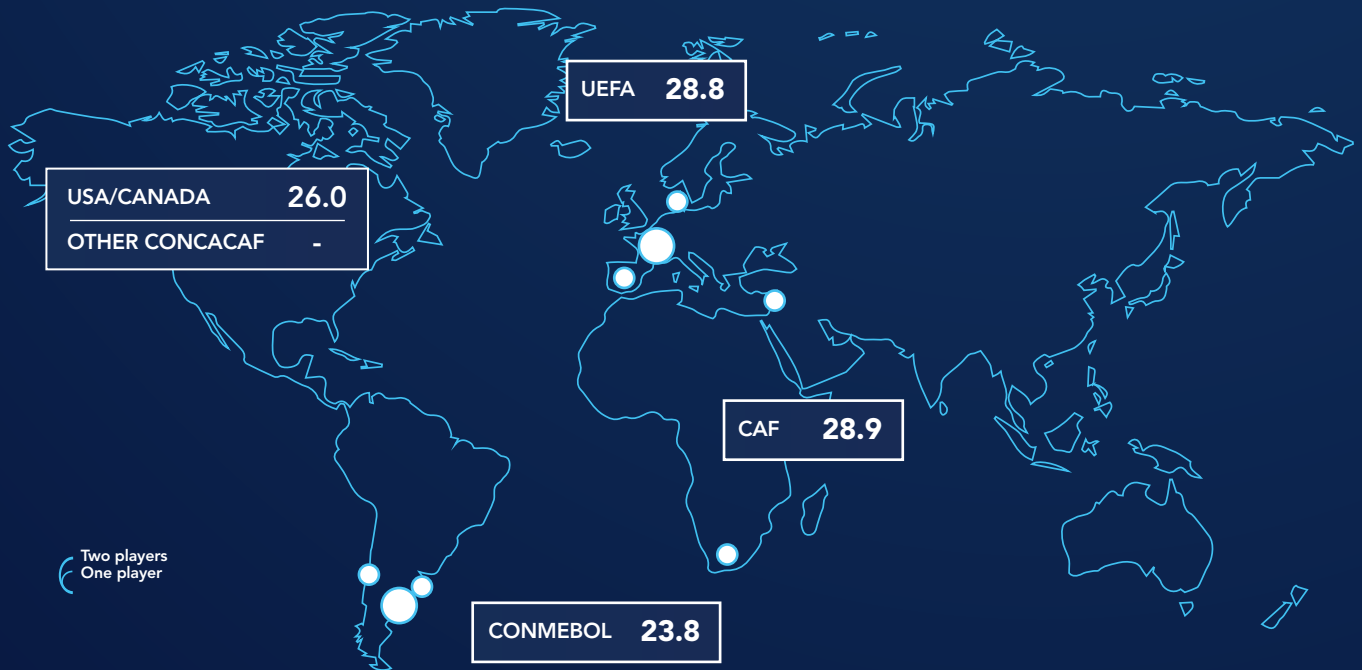 UEFA 28.8
USA/CANADA 26.0
OTHER CONCACAF -
CAF 28.9
Two players
One player
CONMEBOL 23.8